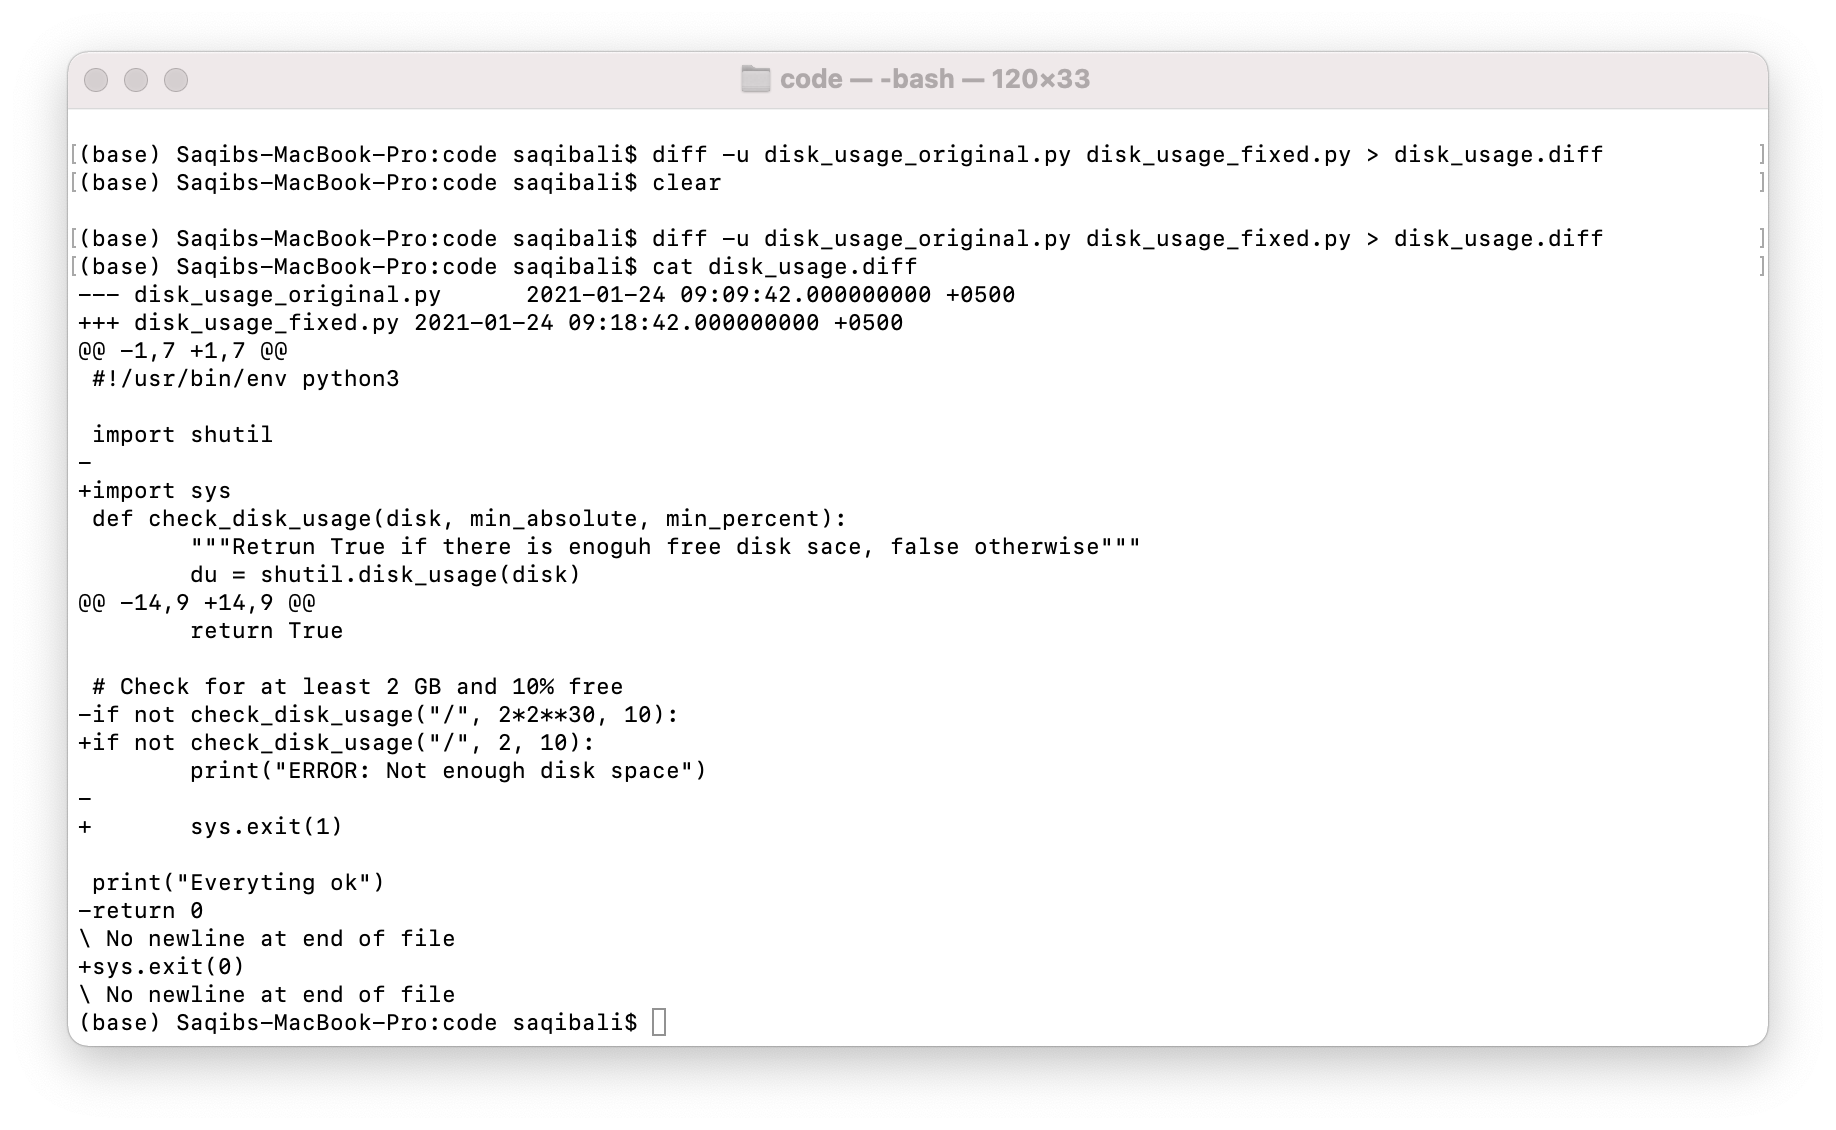 code — -bash — 120×33
[(base) Saqibs-MacBook-Pro:code saqibali$ diff -u disk_usage_original.py disk_usage_fixed.py > disk_usage.diff ]
[(base) Saqibs-MacBook-Pro:code saqibali$ clear ]
[(base) Saqibs-MacBook-Pro:code saqibali$ diff -u disk_usage_original.py disk_usage_fixed.py > disk_usage.diff ]
[(base) Saqibs-MacBook-Pro:code saqibali$ cat disk_usage.diff ]
--- disk_usage_original.py      2021-01-24 09:09:42.000000000 +0500
+++ disk_usage_fixed.py 2021-01-24 09:18:42.000000000 +0500
@@ -1,7 +1,7 @@
 #!/usr/bin/env python3

 import shutil
-
+import sys
 def check_disk_usage(disk, min_absolute, min_percent):
        """Retrun True if there is enoguh free disk sace, false otherwise"""
        du = shutil.disk_usage(disk)
@@ -14,9 +14,9 @@
        return True

 # Check for at least 2 GB and 10% free
-if not check_disk_usage("/", 2*2**30, 10):
+if not check_disk_usage("/", 2, 10):
        print("ERROR: Not enough disk space")
-
+       sys.exit(1)

 print("Everyting ok")
-return 0
\ No newline at end of file
+sys.exit(0)
\ No newline at end of file
(base) Saqibs-MacBook-Pro:code saqibali$